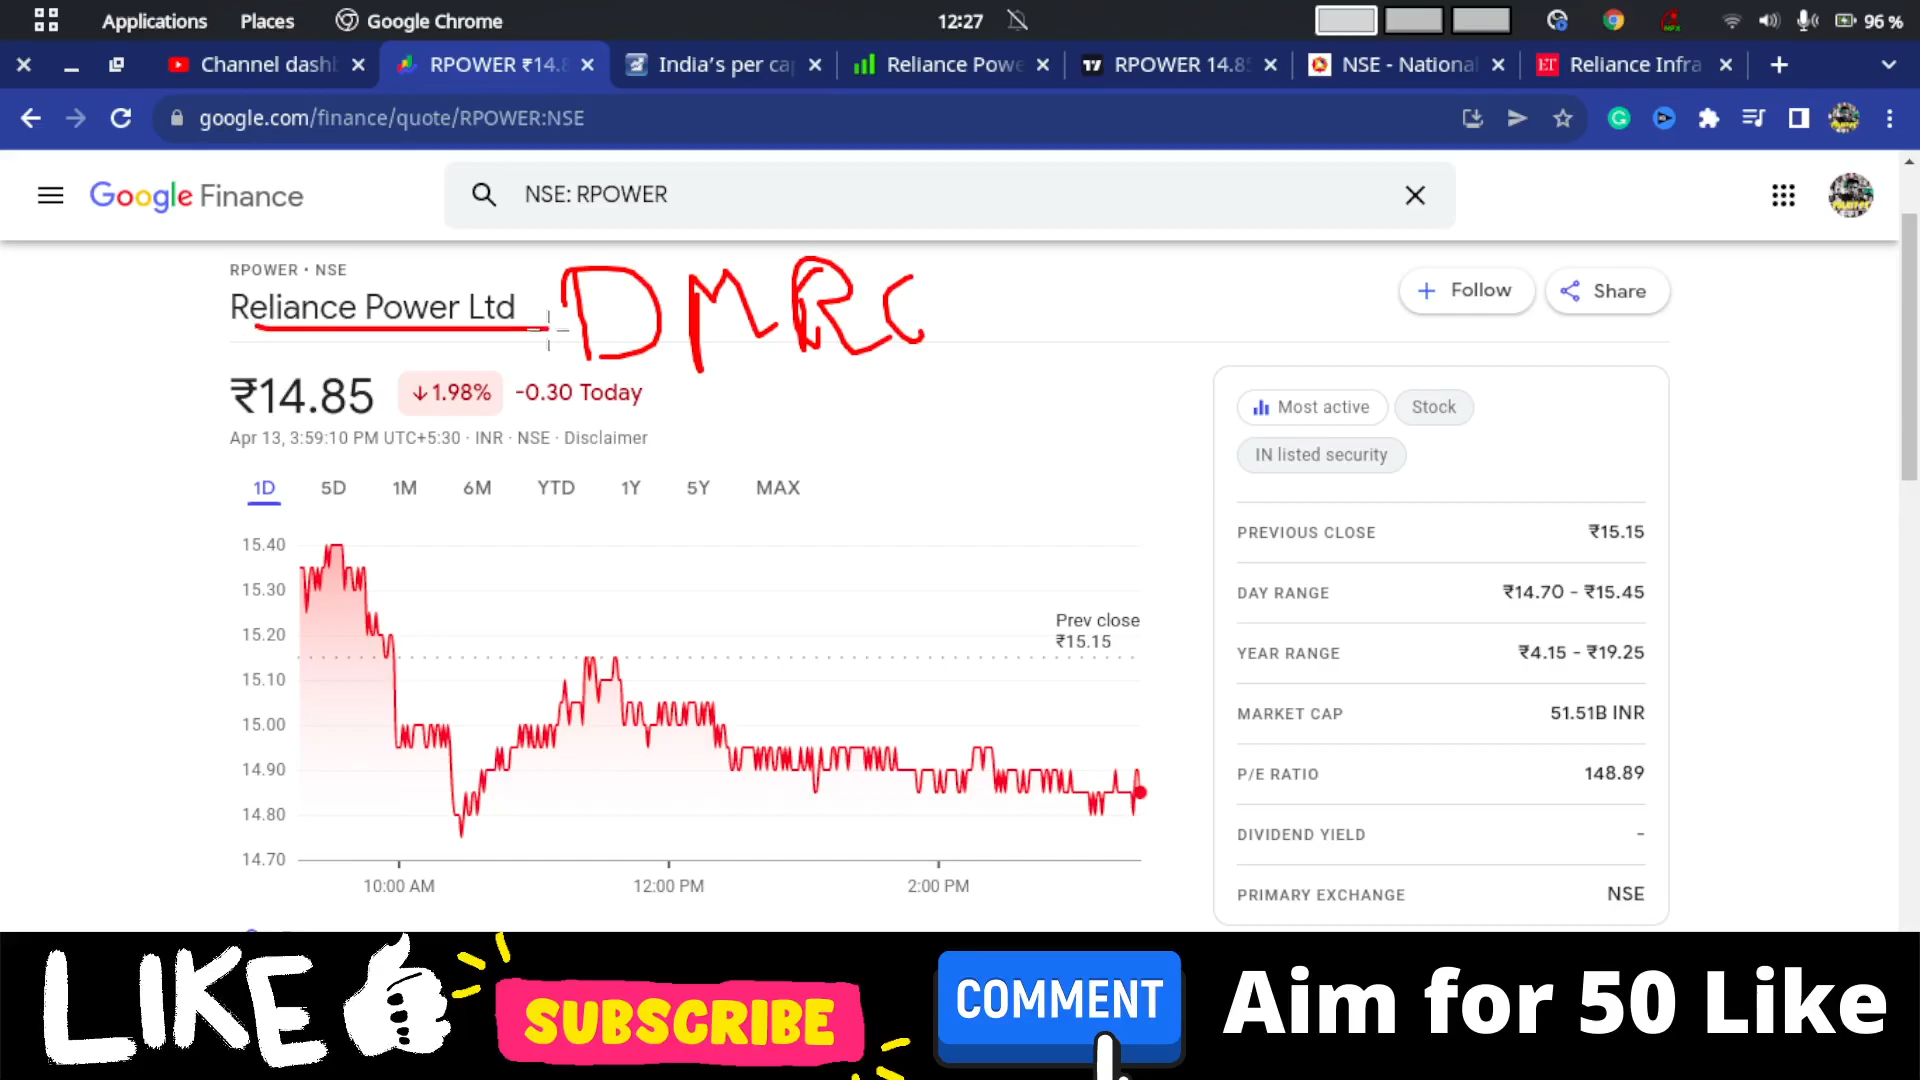 Applications Places Google Chrome 12:27 96 %
Channel dash RPOWER ₹14.8 India's per ca Reliance Powe RPOWER 14.85 NSE - National ET Reliance Infra
google.com/finance/quote/RPOWER:NSE
Google Finance NSE: RPOWER
RPOWER • NSE
Reliance Power Ltd DMRC Follow Share
₹14.85 1.98% -0.30 Today
Most active Stock
Apr 13, 3:59:10 PM UTC+5:30 · INR · NSE · Disclaimer
IN listed security
1D 5D 1M 6M YTD 1Y 5Y MAX
15.40
15.30
15.20
15.10
15.00
14.90
14.80
14.70
Prev close
₹15.15
10:00 AM 12:00 PM 2:00 PM
PREVIOUS CLOSE ₹15.15
DAY RANGE ₹14.70 - ₹15.45
YEAR RANGE ₹4.15 - ₹19.25
MARKET CAP 51.51B INR
P/E RATIO 148.89
DIVIDEND YIELD -
PRIMARY EXCHANGE NSE
LIKE SUBSCRIBE COMMENT Aim for 50 Like